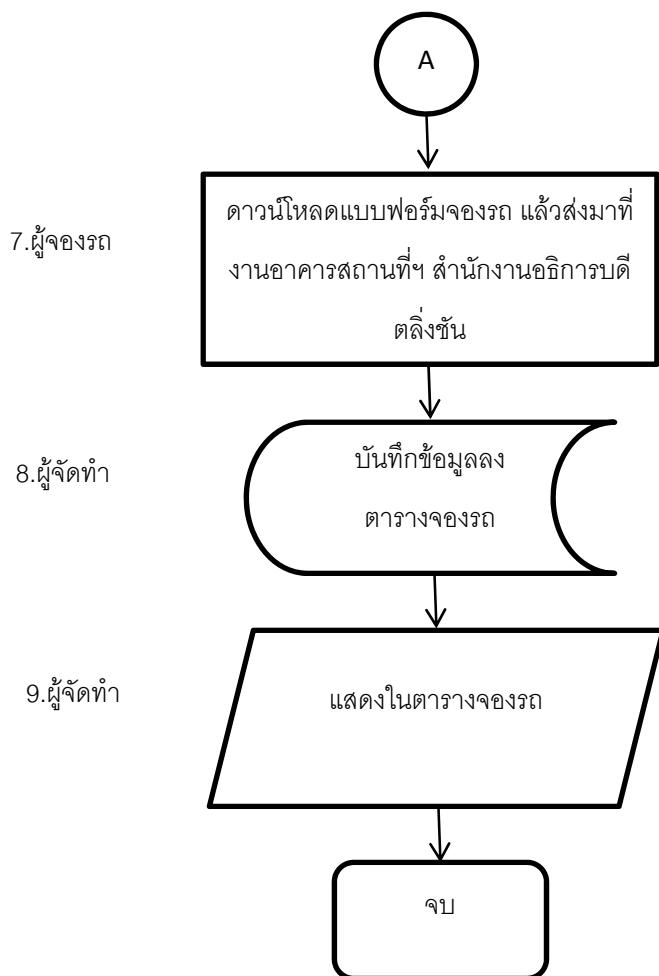 A
7.ผู้จองรถ
ดาวน์โหลดแบบฟอร์มจองรถ แล้วส่งมาที่
งานอาคารสถานที่ฯ สำนักงานอธิการบดี
ตลิ่งชัน
8.ผู้จัดทำ
บันทึกข้อมูลลง
ตารางจองรถ
9.ผู้จัดทำ
แสดงในตารางจองรถ
จบ